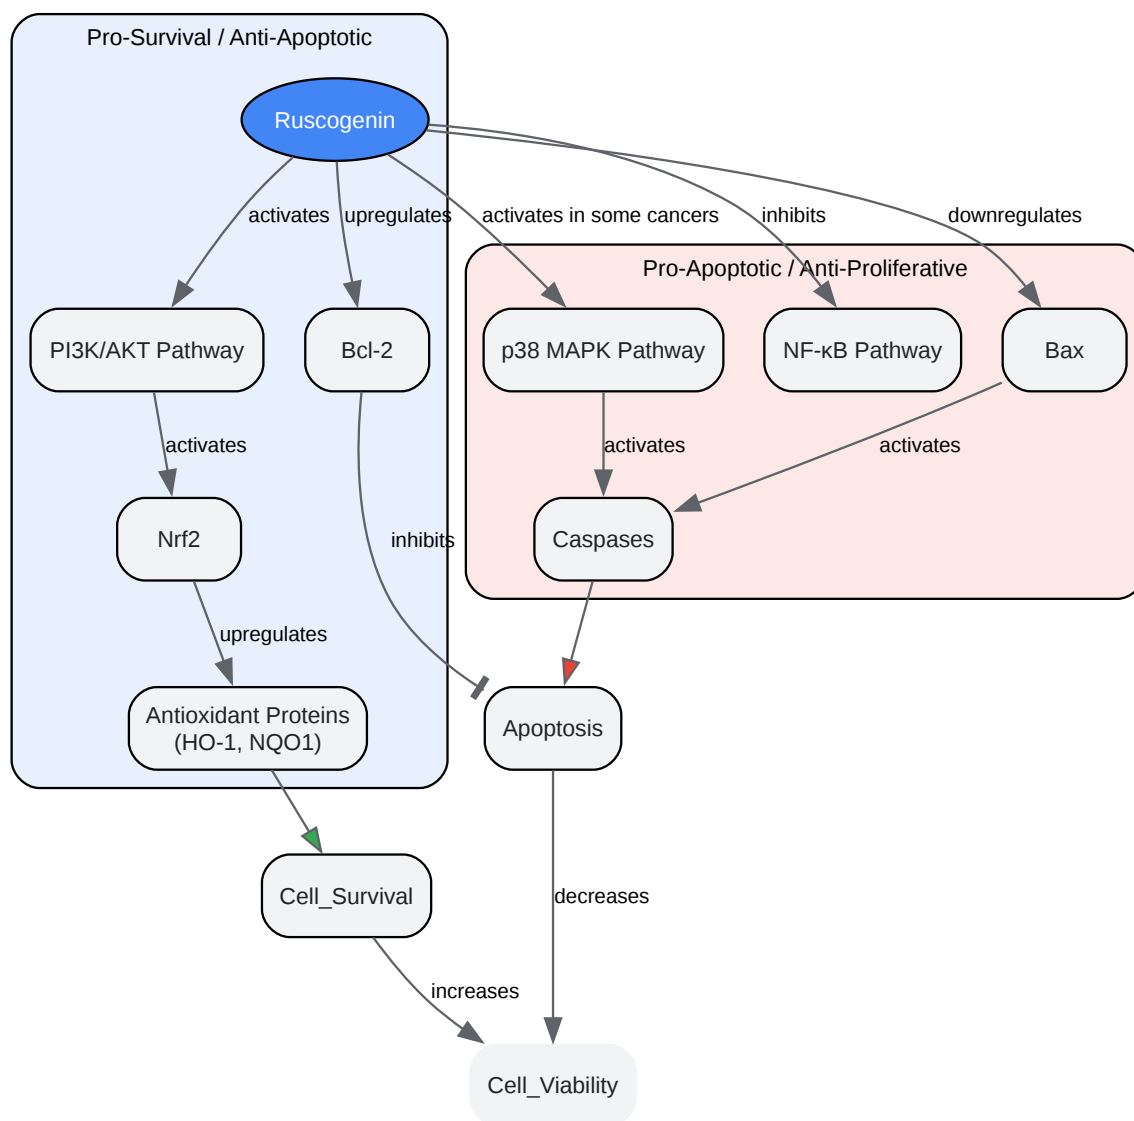 Pro-Survival / Anti-Apoptotic
Ruscogenin
activates
upregulates
activates in some cancers
inhibits
downregulates
Pro-Apoptotic / Anti-Proliferative
PI3K/AKT Pathway
Bcl-2
p38 MAPK Pathway
NF-κB Pathway
Bax
activates
activates
activates
Nrf2
inhibits
Caspases
upregulates
Antioxidant Proteins
(HO-1, NQO1)
Apoptosis
Cell_Survival
decreases
increases
Cell_Viability